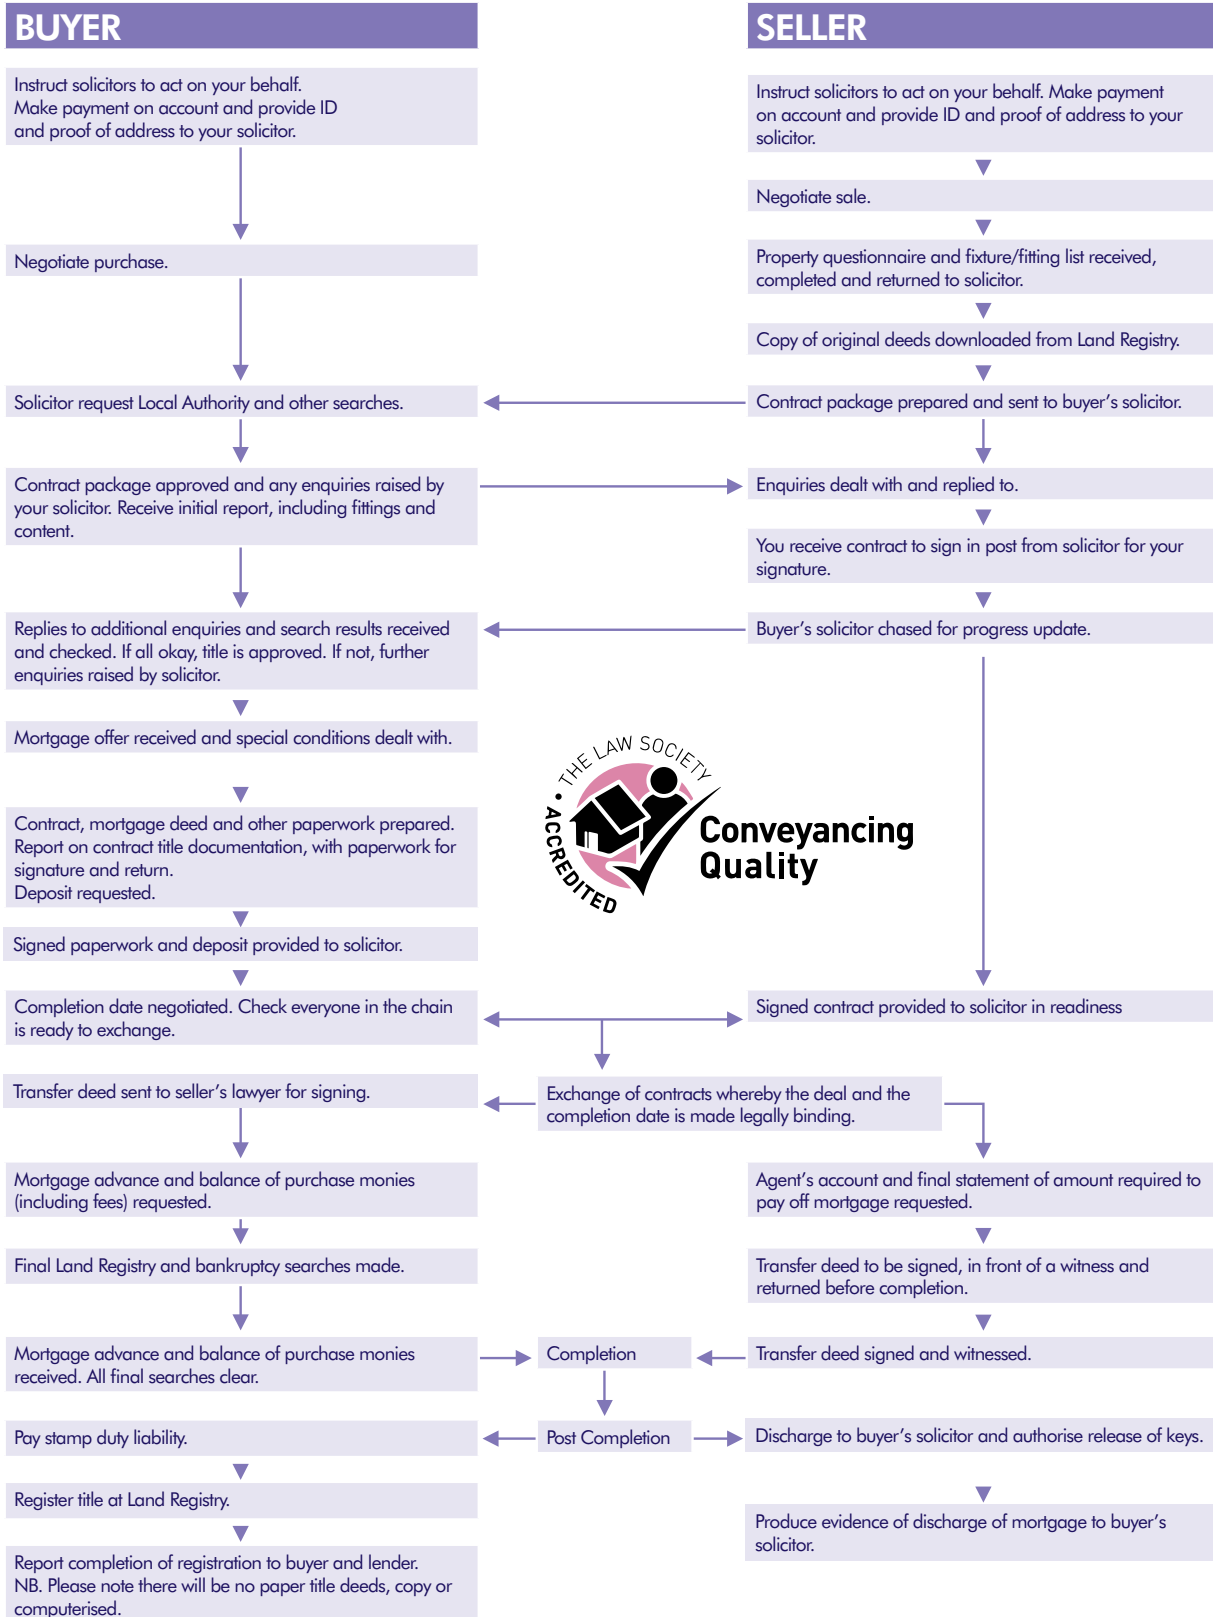 BUYER
Instruct solicitors to act on your behalf.
Make payment on account and provide ID
and proof of address to your solicitor.
Negotiate purchase.
Solicitor request Local Authority and other searches.
Contract package approved and any enquiries raised by
your solicitor. Receive initial report, including fittings and
content.
Replies to additional enquiries and search results received
and checked. If all okay, title is approved. If not, further
enquiries raised by solicitor.
Mortgage offer received and special conditions dealt with.
Contract, mortgage deed and other paperwork prepared.
Report on contract title documentation, with paperwork for
signature and return.
Deposit requested.
Signed paperwork and deposit provided to solicitor.
Completion date negotiated. Check everyone in the chain
is ready to exchange.
Transfer deed sent to seller's lawyer for signing.
Mortgage advance and balance of purchase monies
(including fees) requested.
Final Land Registry and bankruptcy searches made.
Mortgage advance and balance of purchase monies
received. All final searches clear.
Pay stamp duty liability.
Register title at Land Registry.
Report completion of registration to buyer and lender.
NB. Please note there will be no paper title deeds, copy or
computerised.
THE LAW SOCIETY
• ACCREDITED
Conveyancing
Quality
Exchange of contracts whereby the deal and the
completion date is made legally binding.
Completion
Post Completion
SELLER
Instruct solicitors to act on your behalf. Make payment
on account and provide ID and proof of address to your
solicitor.
Negotiate sale.
Property questionnaire and fixture/fitting list received,
completed and returned to solicitor.
Copy of original deeds downloaded from Land Registry.
Contract package prepared and sent to buyer's solicitor.
Enquiries dealt with and replied to.
You receive contract to sign in post from solicitor for your
signature.
Buyer's solicitor chased for progress update.
Signed contract provided to solicitor in readiness
Agent's account and final statement of amount required to
pay off mortgage requested.
Transfer deed to be signed, in front of a witness and
returned before completion.
Transfer deed signed and witnessed.
Discharge to buyer's solicitor and authorise release of keys.
Produce evidence of discharge of mortgage to buyer's
solicitor.